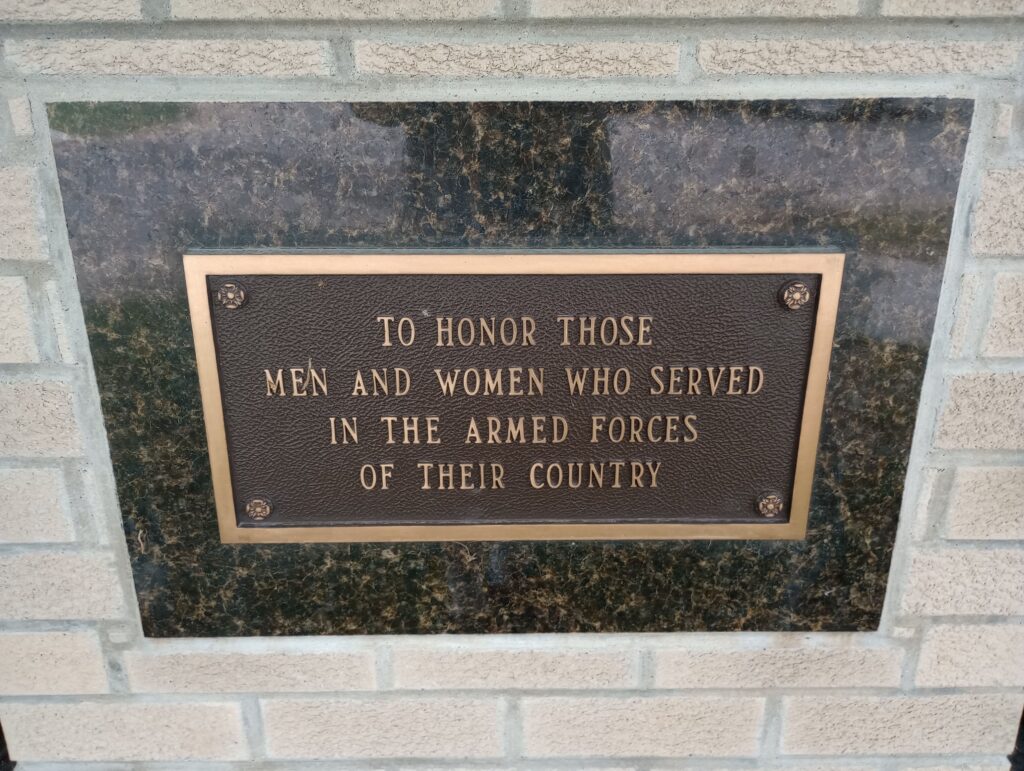 TO HONOR THOSE
MEN AND WOMEN WHO SERVED
IN THE ARMED FORCES
OF THEIR COUNTRY